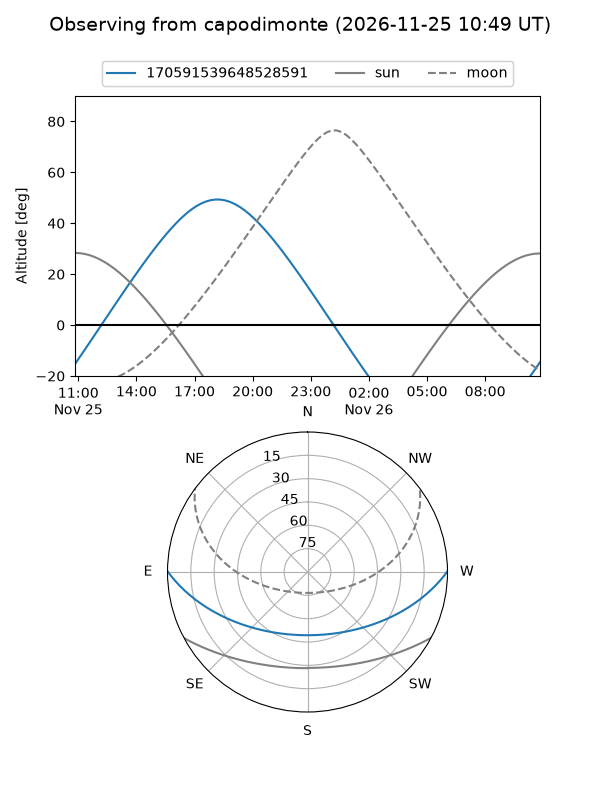 Observing from capodimonte (2026-11-25 10:49 UT)
170591539648528591 sun moon
Altitude [deg]
80
60
40
20
0
−20
11:00 14:00 17:00 20:00 23:00 02:00 05:00 08:00
Nov 25 Nov 26
N
NE NW
15
30
45
60
75
E W
SE SW
S